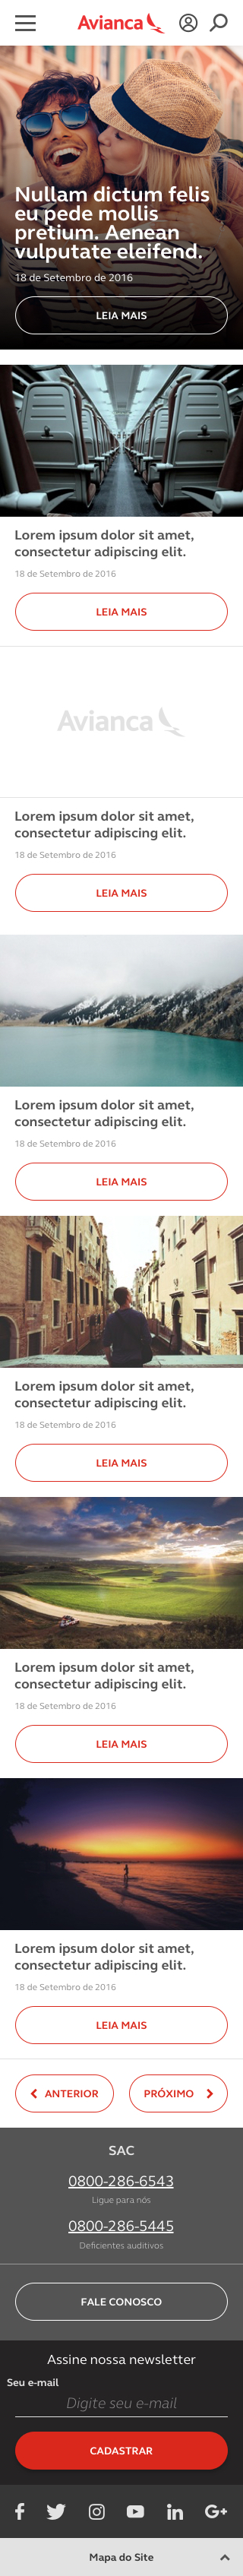 Avianca
Nullam dictum felis
eu pede mollis
pretium. Aenean
vulputate eleifend.
18 de Setembro de 2016
LEIA MAIS
Lorem ipsum dolor sit amet,
consectetur adipiscing elit.
18 de Setembro de 2016
LEIA MAIS
Avianca
Lorem ipsum dolor sit amet,
consectetur adipiscing elit.
18 de Setembro de 2016
LEIA MAIS
Lorem ipsum dolor sit amet,
consectetur adipiscing elit.
18 de Setembro de 2016
LEIA MAIS
Lorem ipsum dolor sit amet,
consectetur adipiscing elit.
18 de Setembro de 2016
LEIA MAIS
Lorem ipsum dolor sit amet,
consectetur adipiscing elit.
18 de Setembro de 2016
LEIA MAIS
Lorem ipsum dolor sit amet,
consectetur adipiscing elit.
18 de Setembro de 2016
LEIA MAIS
ANTERIOR PRÓXIMO
SAC
0800-286-6543
Ligue para nós
0800-286-5445
Deficientes auditivos
FALE CONOSCO
Assine nossa newsletter
Seu e-mail
Digite seu e-mail
CADASTRAR
Mapa do Site